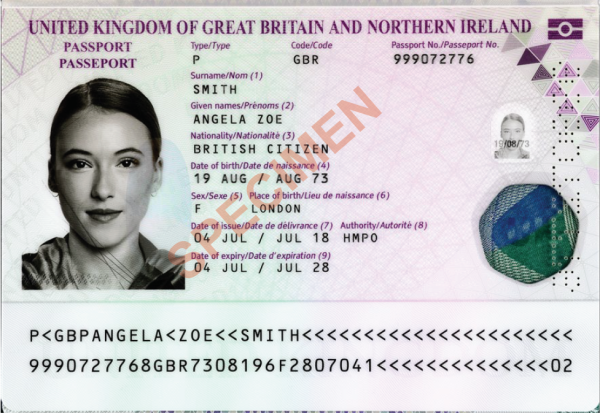 UNITED KINGDOM OF GREAT BRITAIN AND NORTHERN IRELAND
PASSPORT
PASSEPORT
Type/Type Code/Code Passport No./Passeport No.
P GBR 999072776
Surname/Nom (1)
SMITH
Given names/Prénoms (2)
ANGELA ZOE
Nationality/Nationalité (3)
BRITISH CITIZEN
Date of birth/Date de naissance (4)
19 AUG / AUG 73
19/08/73
Sex/Sexe (5) Place of birth/Lieu de naissance (6)
F LONDON
Date of issue/Date de délivrance (7) Authority/Autorité (8)
04 JUL / JUL 18 HMPO
Date of expiry/Date d'expiration (9)
04 JUL / JUL 28
SPECIMEN
P<GBPANGELA<ZOE<<SMITH<<<<<<<<<<<<<<<<<<<<<<
9990727768GBR7308196F2807041<<<<<<<<<<<<<<02